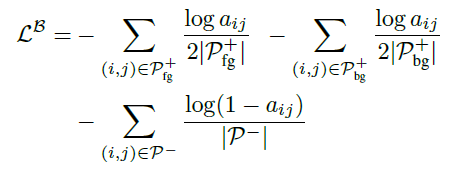 $\mathcal{L}^{\mathcal{B}} = -\sum_{(i,j)\in\mathcal{P}^{+}_{\text{fg}}} \frac{\log a_{ij}}{2|\mathcal{P}^{+}_{\text{fg}}|} - \sum_{(i,j)\in\mathcal{P}^{+}_{\text{bg}}} \frac{\log a_{ij}}{2|\mathcal{P}^{+}_{\text{bg}}|}$
$- \sum_{(i,j)\in\mathcal{P}^{-}} \frac{\log(1 - a_{ij})}{|\mathcal{P}^{-}|}$